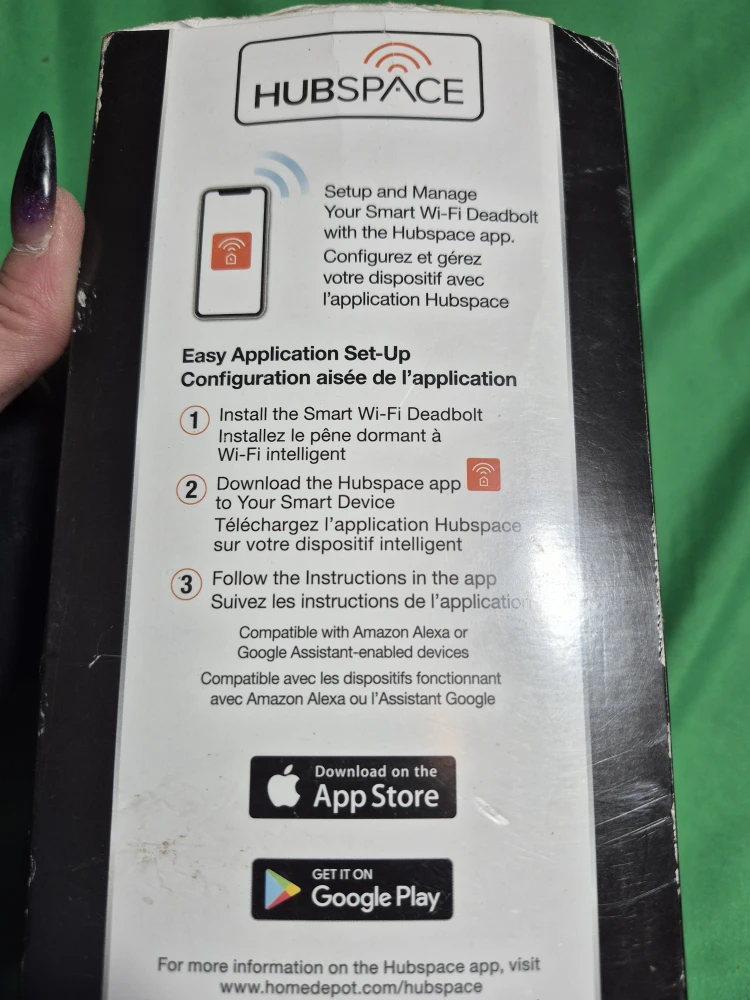 HUBSPACE
Setup and Manage
Your Smart Wi-Fi Deadbolt
with the Hubspace app.
Configurez et gérez
votre dispositif avec
l'application Hubspace
Easy Application Set-Up
Configuration aisée de l'application
1 Install the Smart Wi-Fi Deadbolt
Installez le pêne dormant à
Wi-Fi intelligent
2 Download the Hubspace app
to Your Smart Device
Téléchargez l'application Hubspace
sur votre dispositif intelligent
3 Follow the Instructions in the app
Suivez les instructions de l'application
Compatible with Amazon Alexa or
Google Assistant-enabled devices
Compatible avec les dispositifs fonctionnant
avec Amazon Alexa ou l'Assistant Google
Download on the
App Store
GET IT ON
Google Play
For more information on the Hubspace app, visit
www.homedepot.com/hubspace